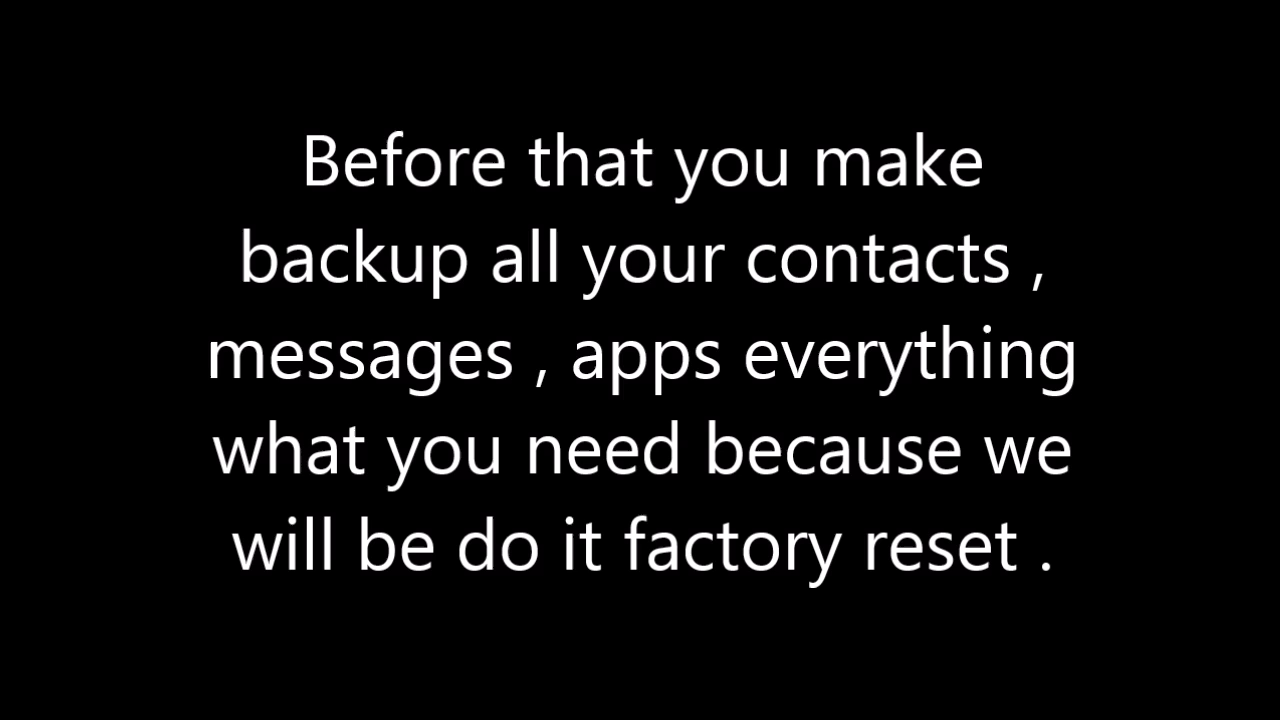 Before that you make
backup all your contacts ,
messages , apps everything
what you need because we
will be do it factory reset .